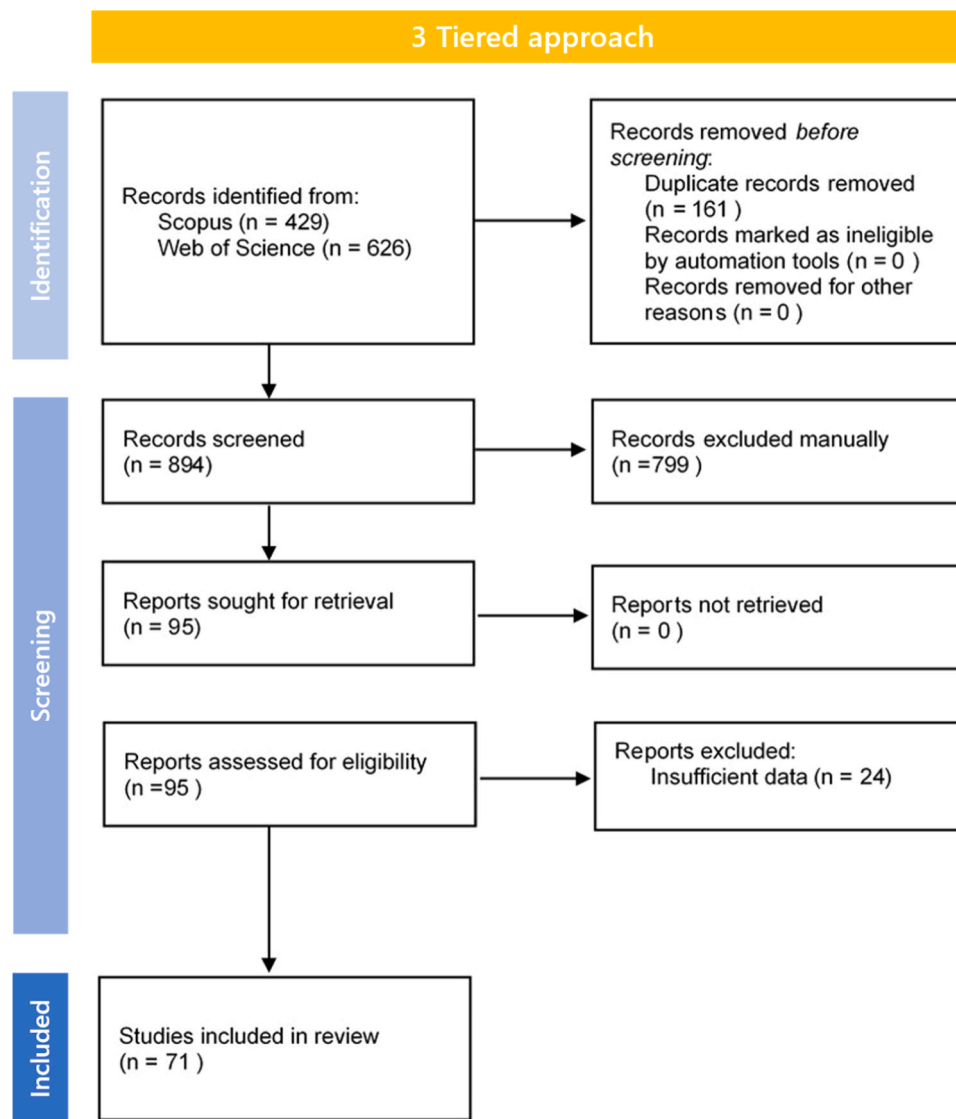 3 Tiered approach
Identification
Records identified from:
Scopus (n = 429)
Web of Science (n = 626)
Records removed before
screening:
Duplicate records removed
(n = 161 )
Records marked as ineligible
by automation tools (n = 0 )
Records removed for other
reasons (n = 0 )
Screening
Records screened
(n = 894)
Records excluded manually
(n =799 )
Reports sought for retrieval
(n = 95)
Reports not retrieved
(n = 0 )
Reports assessed for eligibility
(n =95 )
Reports excluded:
Insufficient data (n = 24)
Included
Studies included in review
(n = 71 )